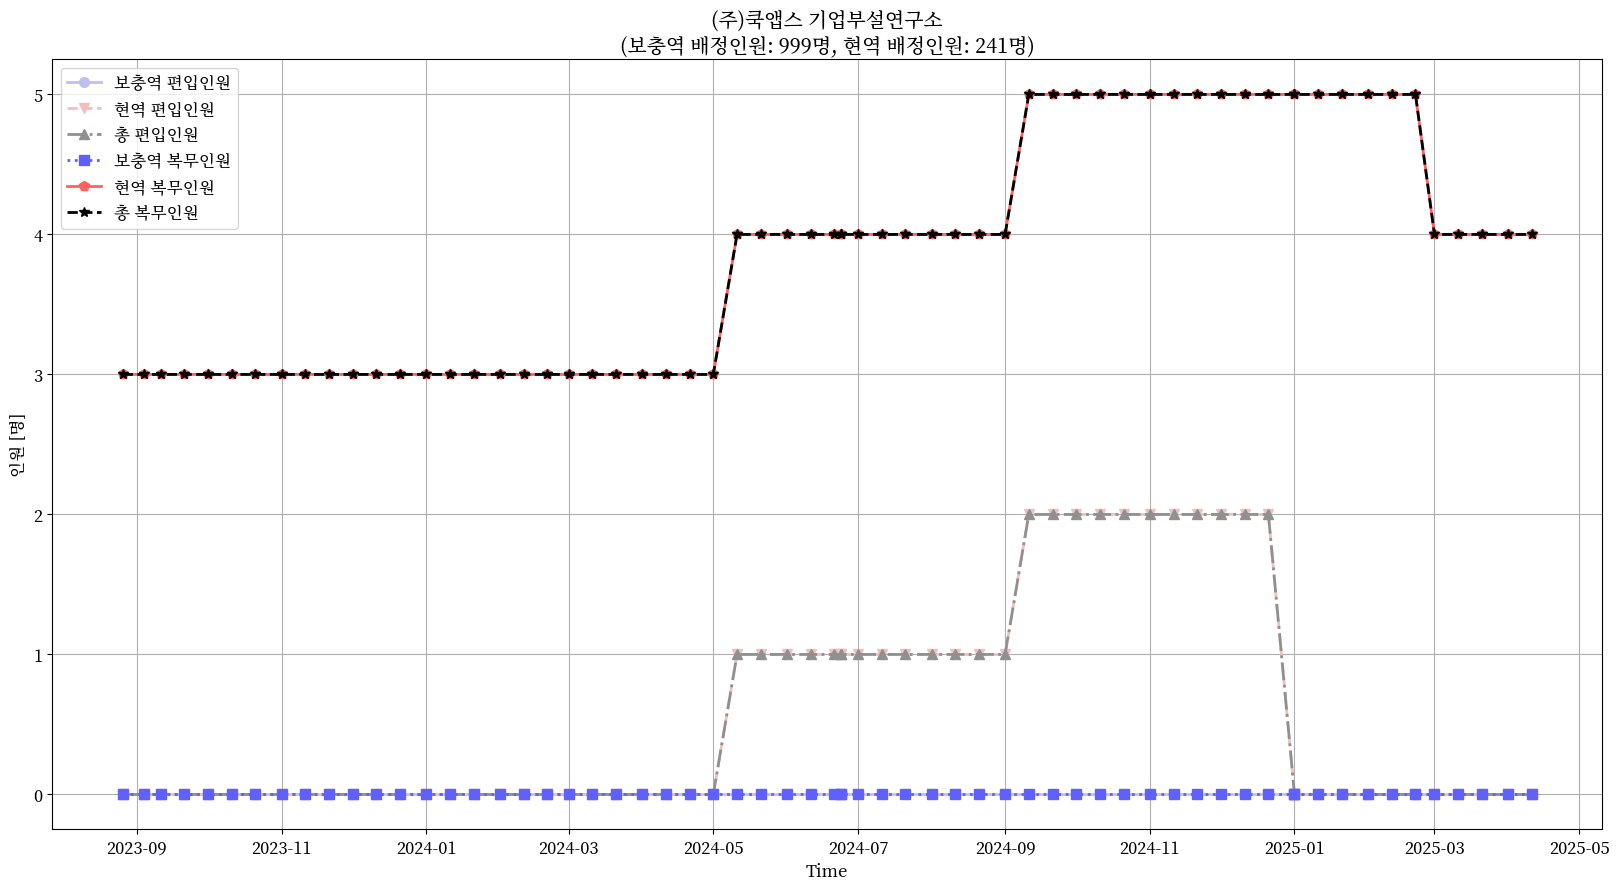 (주)쿡앱스 기업부설연구소
(보충역 배정인원: 999명, 현역 배정인원: 241명)
보충역 편입인원
현역 편입인원
총 편입인원
보충역 복무인원
현역 복무인원
총 복무인원
인원 [명]
5
4
3
2
1
0
2023-09 2023-11 2024-01 2024-03 2024-05 2024-07 2024-09 2024-11 2025-01 2025-03 2025-05
Time